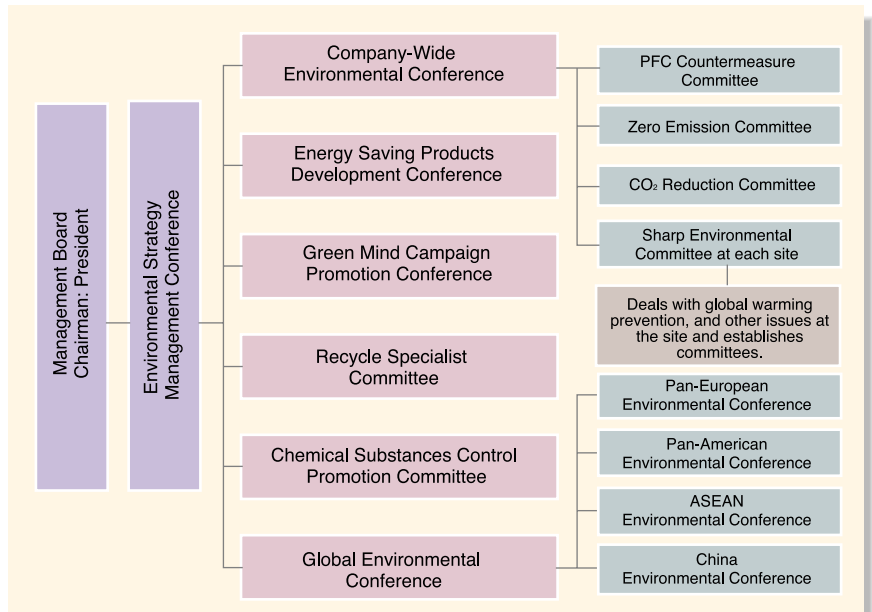 Management Board
Chairman: President
Environmental Strategy
Management Conference
Company-Wide
Environmental Conference
Energy Saving Products
Development Conference
Green Mind Campaign
Promotion Conference
Recycle Specialist
Committee
Chemical Substances Control
Promotion Committee
Global Environmental
Conference
PFC Countermeasure
Committee
Zero Emission Committee
CO₂ Reduction Committee
Sharp Environmental
Committee at each site
Deals with global warming
prevention, and other issues at
the site and establishes
committees.
Pan-European
Environmental Conference
Pan-American
Environmental Conference
ASEAN
Environmental Conference
China
Environmental Conference